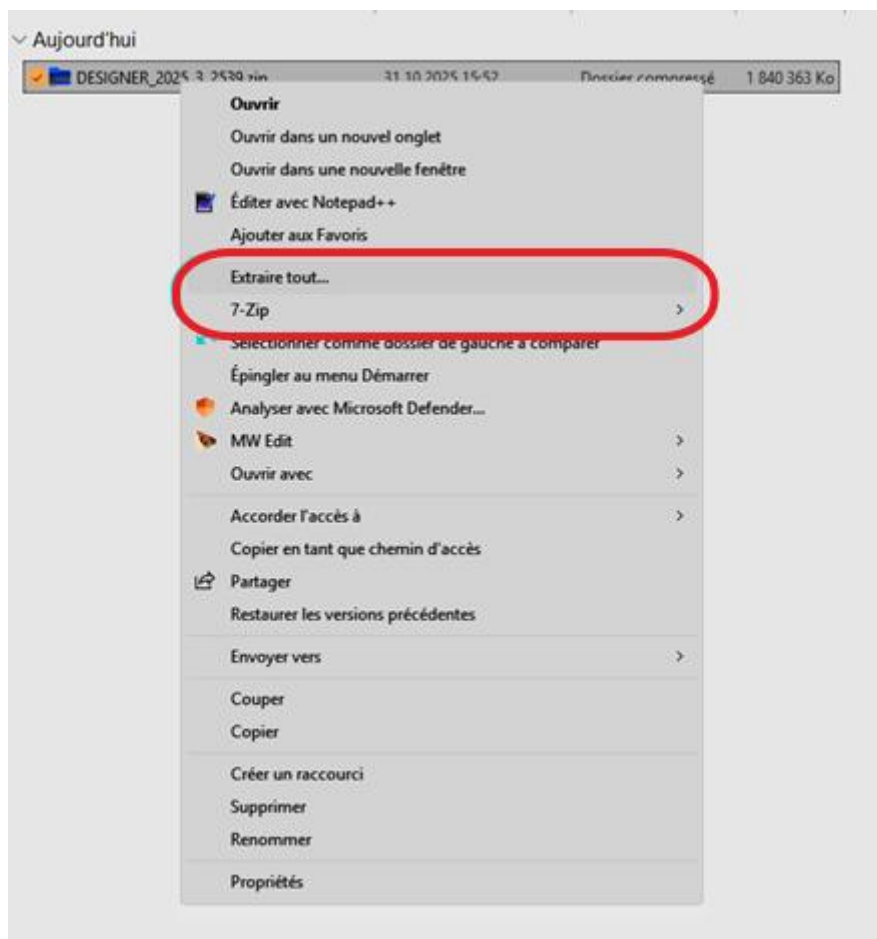 Aujourd'hui
DESIGNER_2025_3_2539.zip 31.10.2025 15:52 Dossier compressé 1 840 363 Ko
Ouvrir
Ouvrir dans un nouvel onglet
Ouvrir dans une nouvelle fenêtre
Éditer avec Notepad++
Ajouter aux Favoris
Extraire tout...
7-Zip
Sélectionner comme dossier de gauche à comparer
Épingler au menu Démarrer
Analyser avec Microsoft Defender...
MW Edit
Ouvrir avec
Accorder l'accès à
Copier en tant que chemin d'accès
Partager
Restaurer les versions précédentes
Envoyer vers
Couper
Copier
Créer un raccourci
Supprimer
Renommer
Propriétés